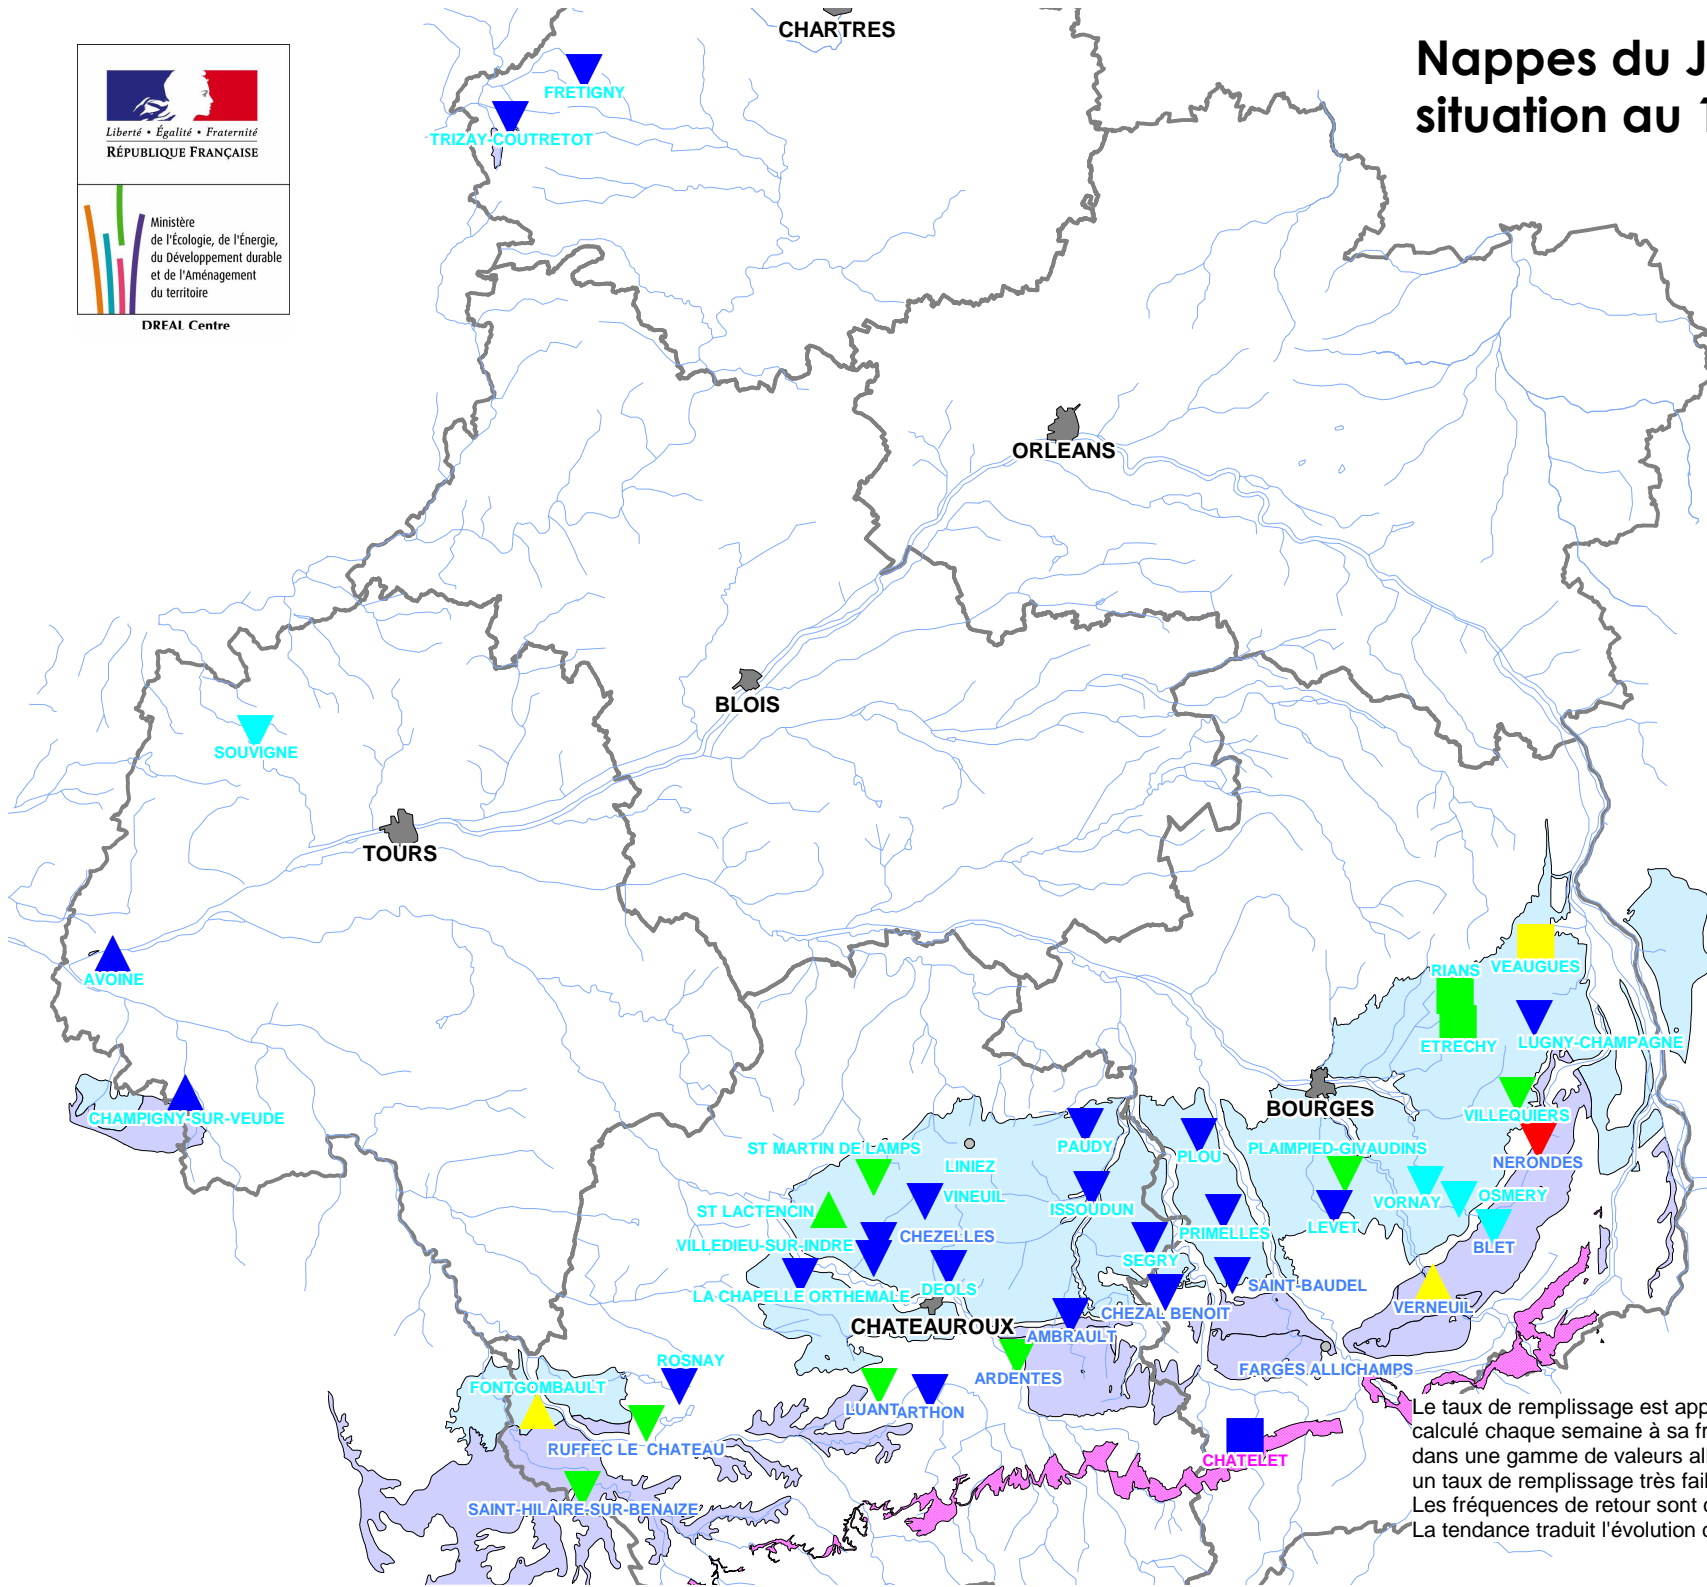 CHARTRES
Nappes du J
situation au 1
FRETIGNY
TRIZAY-COUTRETOT
Liberté • Égalité • Fraternité
RÉPUBLIQUE FRANÇAISE
Ministère
de l'Écologie, de l'Énergie,
du Développement durable
et de l'Aménagement
du territoire
DREAL Centre
ORLEANS
BLOIS
SOUVIGNE
TOURS
AVOINE
CHAMPIGNY-SUR-VEUDE
VEAUGUES
RIANS
ETRECHY
LUGNY-CHAMPAGNE
BOURGES
VILLEQUIERS
NERONDES
PLAIMPIED-GIVAUDINS
PLOU
PAUDY
ST MARTIN DE LAMPS
LINIEZ
VINEUIL
ISSOUDUN
VORNAY
OSMERY
ST LACTENCIN
CHEZELLES
VILLEDIEU-SUR-INDRE
PRIMELLES
LEVET
BLET
SEGRY
LA CHAPELLE ORTHEMALE
DEOLS
SAINT-BAUDEL
CHEZAL BENOIT
VERNEUIL
CHATEAUROUX
AMBRAULT
ROSNAY
ARDENTES
FARGES ALLICHAMPS
FONTGOMBAULT
LUANT
ARTHON
RUFFEC LE CHATEAU
CHATELET
SAINT-HILAIRE-SUR-BENAIZE
Le taux de remplissage est app
calculé chaque semaine à sa fr
dans une gamme de valeurs all
un taux de remplissage très fail
Les fréquences de retour sont c
La tendance traduit l'évolution d